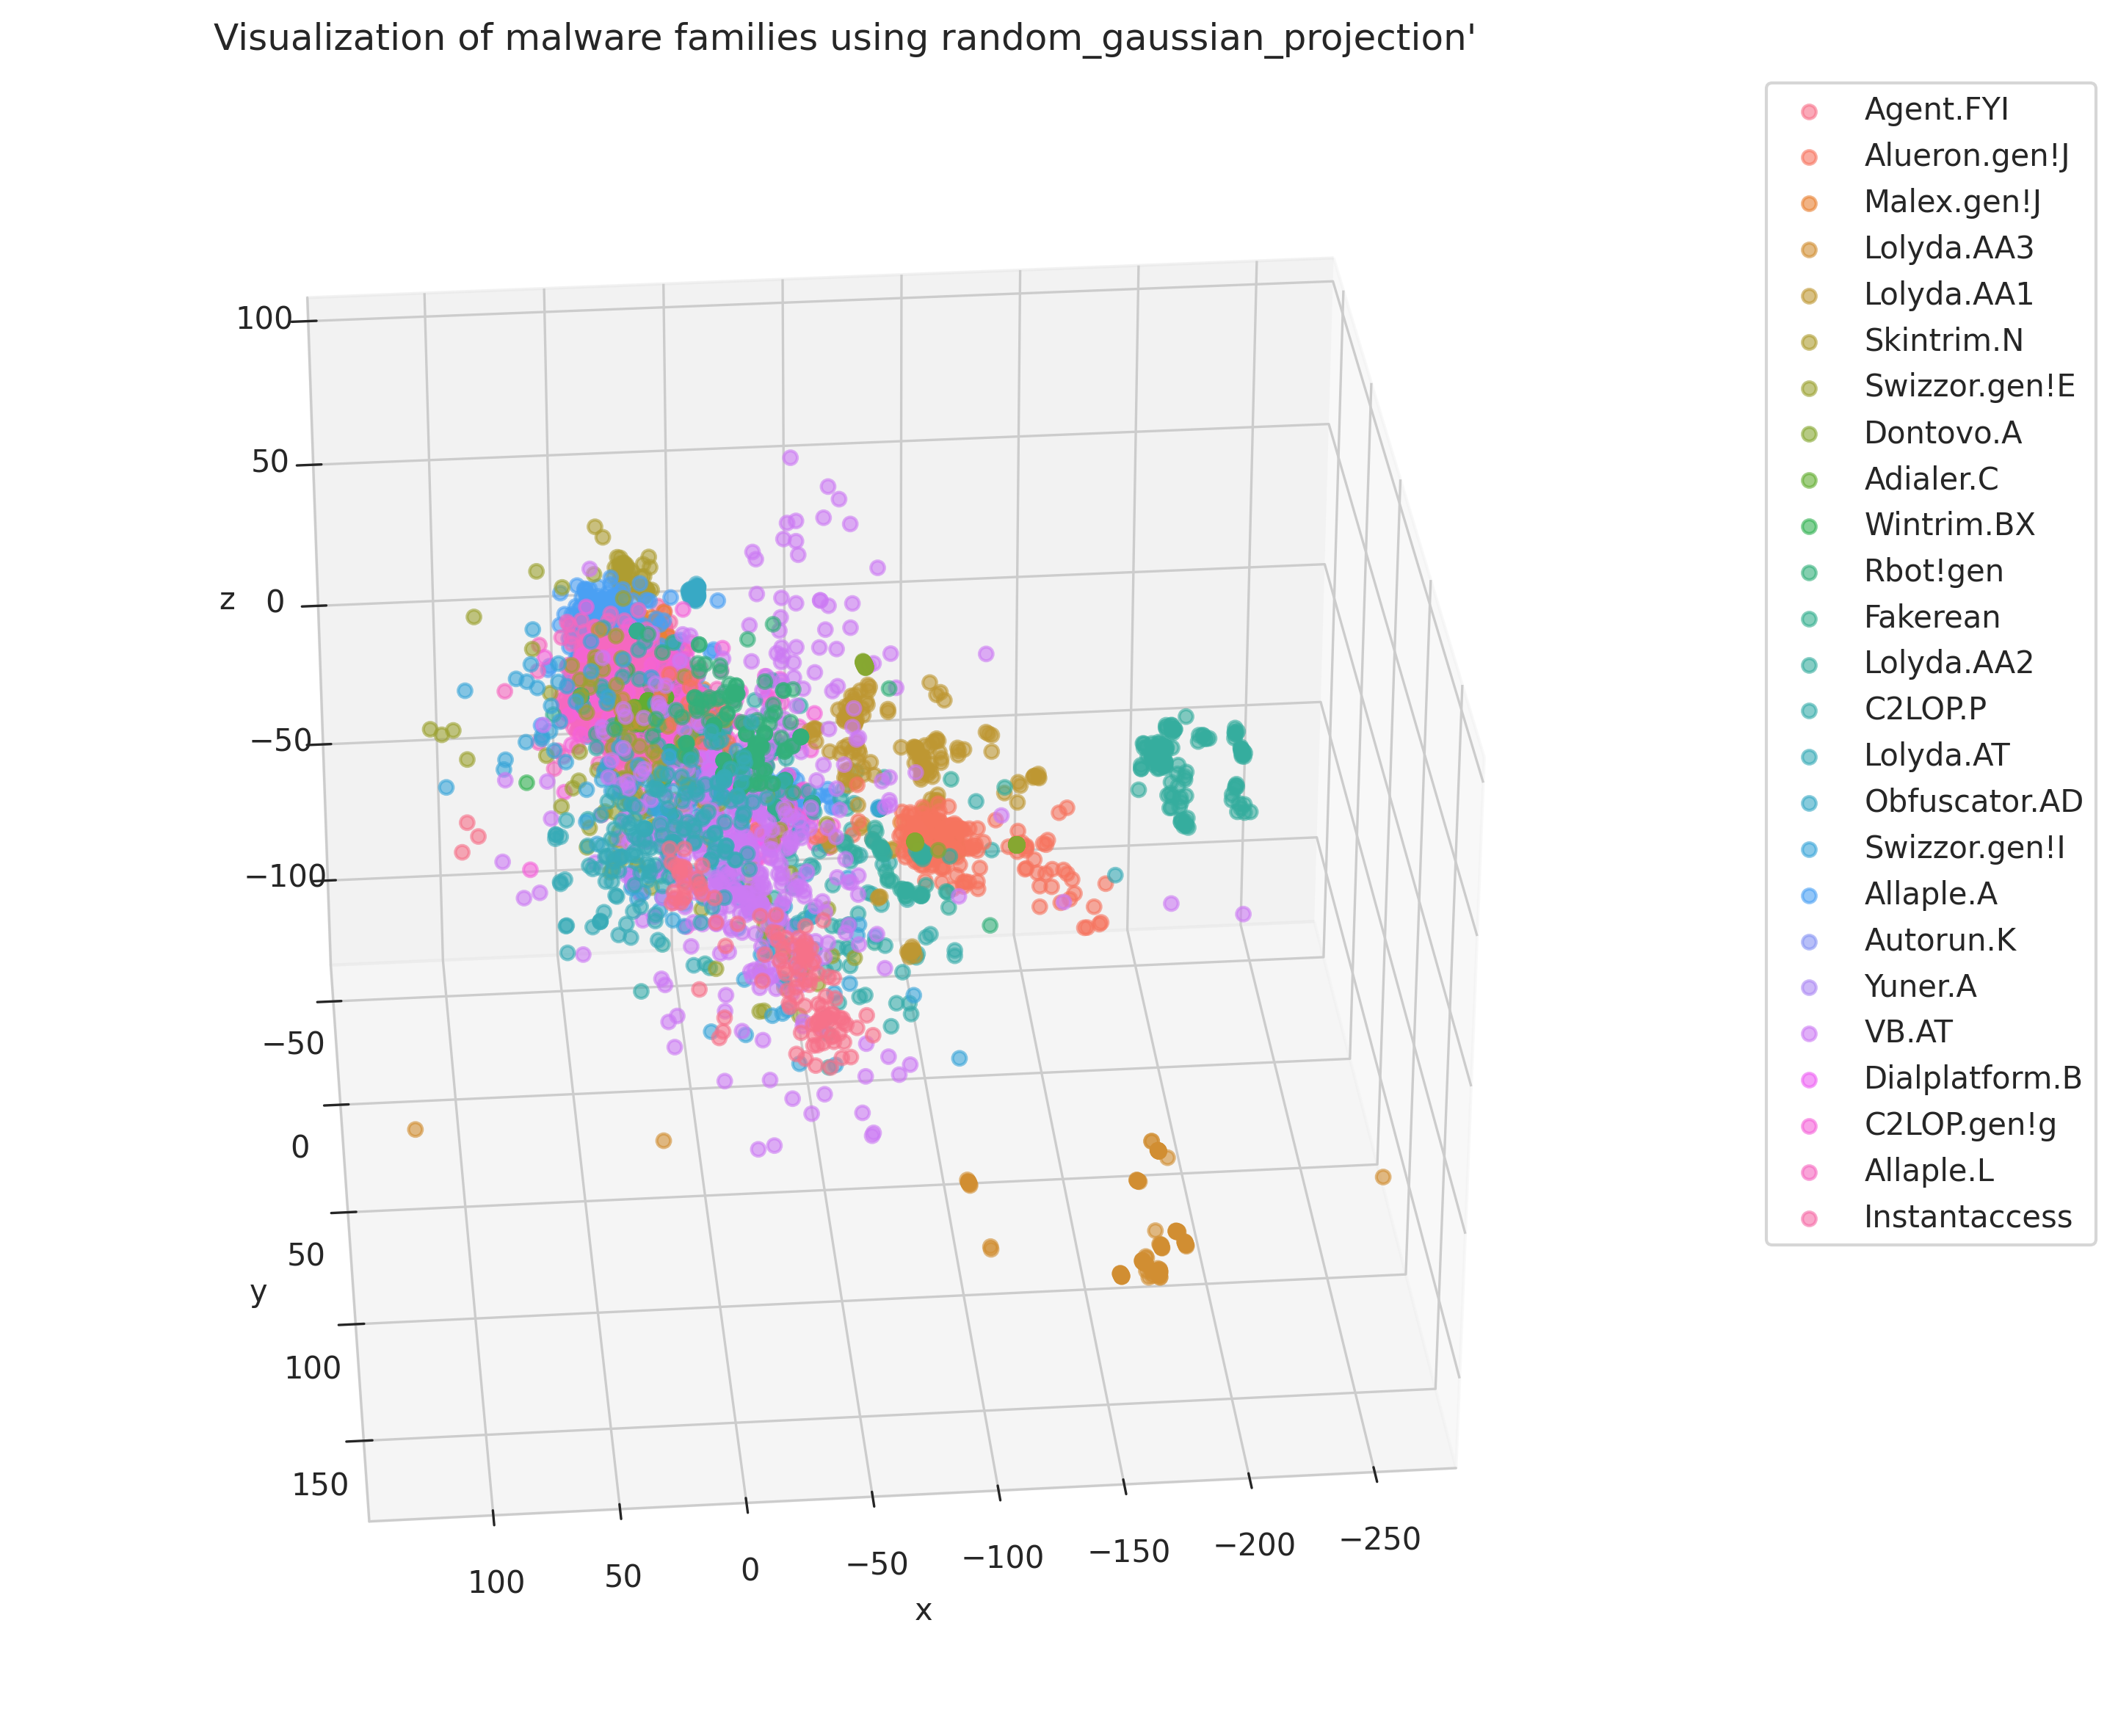 Visualization of malware families using random_gaussian_projection'
Agent.FYI
Alueron.gen!J
Malex.gen!J
Lolyda.AA3
Lolyda.AA1
Skintrim.N
Swizzor.gen!E
Dontovo.A
Adialer.C
Wintrim.BX
Rbot!gen
Fakerean
Lolyda.AA2
C2LOP.P
Lolyda.AT
Obfuscator.AD
Swizzor.gen!I
Allaple.A
Autorun.K
Yuner.A
VB.AT
Dialplatform.B
C2LOP.gen!g
Allaple.L
Instantaccess
100
50
z 0
−50
−100
−50
0
50
y
100
150
100 50 0 −50 −100 −150 −200 −250
x